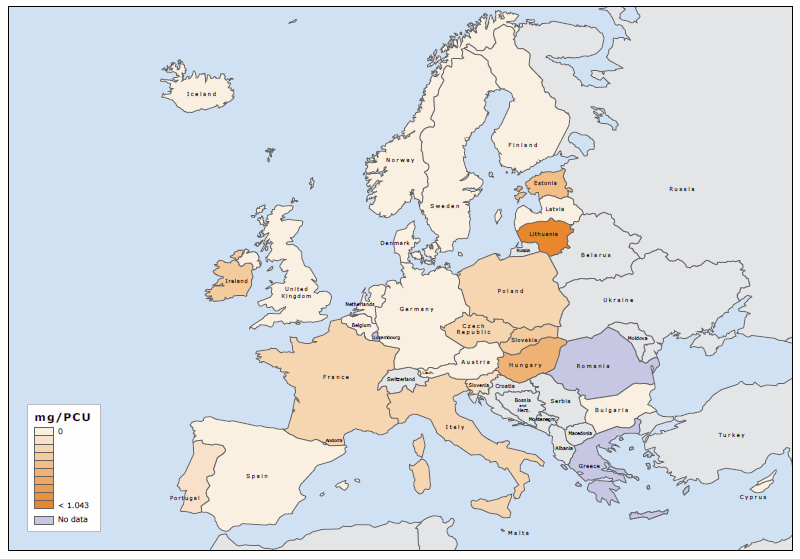 Iceland
Norway
Finland
Sweden
Russia
Estonia
Latvia
Lithuania
Russia
Denmark
Belarus
Ireland
United
Kingdom
Netherlands
Belgium
Luxembourg
Germany
Poland
Ukraine
Czech
Republic
Slovakia
Moldova
France
Switzerland
Liech.
Austria
Hungary
Romania
Slovenia
Croatia
Bosnia
and
Herz.
Serbia
Montenegro
Bulgaria
Macedonia
Albania
Italy
Andorra
Spain
Portugal
Greece
Turkey
Cyprus
Malta
mg/PCU
0
< 1.043
No data